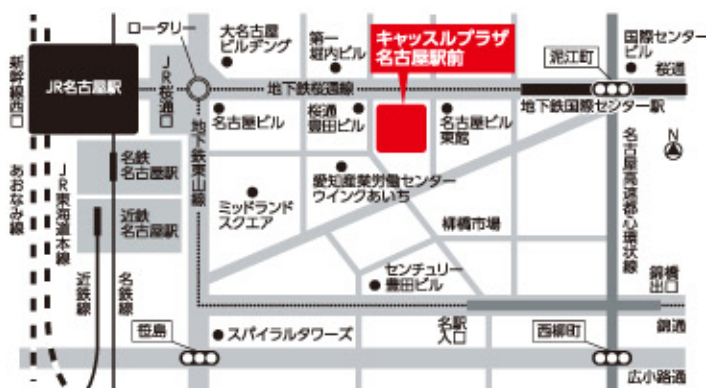 ロータリー
大名古屋
ビルヂング
第一
堀内ビル
キャッスルプラザ
名古屋駅前
泥江町
国際センター
ビル
桜通
新幹線西口
JR名古屋駅
JR桜通口
地下鉄桜通線
地下鉄国際センター駅
名古屋ビル
桜通
豊田ビル
名古屋ビル
東館
N
あおなみ線
JR東海道本線
名鉄
名古屋駅
地下鉄東山線
愛知産業労働センター
ウインクあいち
名古屋高速都心環状線
ミッドランド
スクエア
柳橋市場
近鉄
名古屋駅
近鉄線
名鉄線
センチュリー
豊田ビル
錦橋
出口
笹島
スパイラルタワーズ
名駅
入口
西柳町
錦通
広小路通